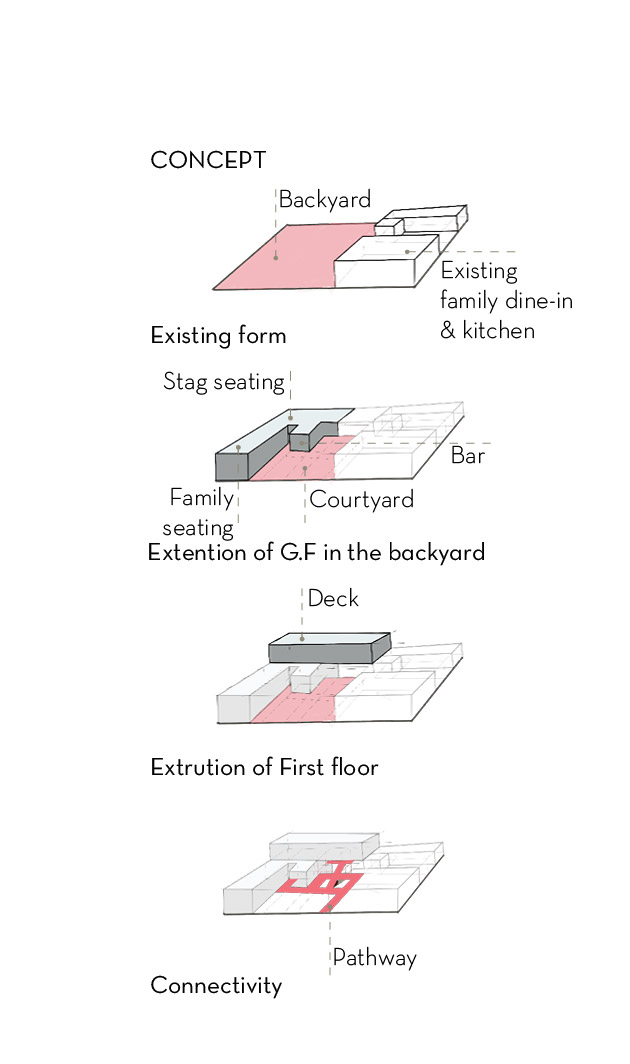 CONCEPT
Backyard
Existing
family dine-in
& kitchen
Existing form
Stag seating
Bar
Family
seating
Courtyard
Extention of G.F in the backyard
Deck
Extrution of First floor
Pathway
Connectivity